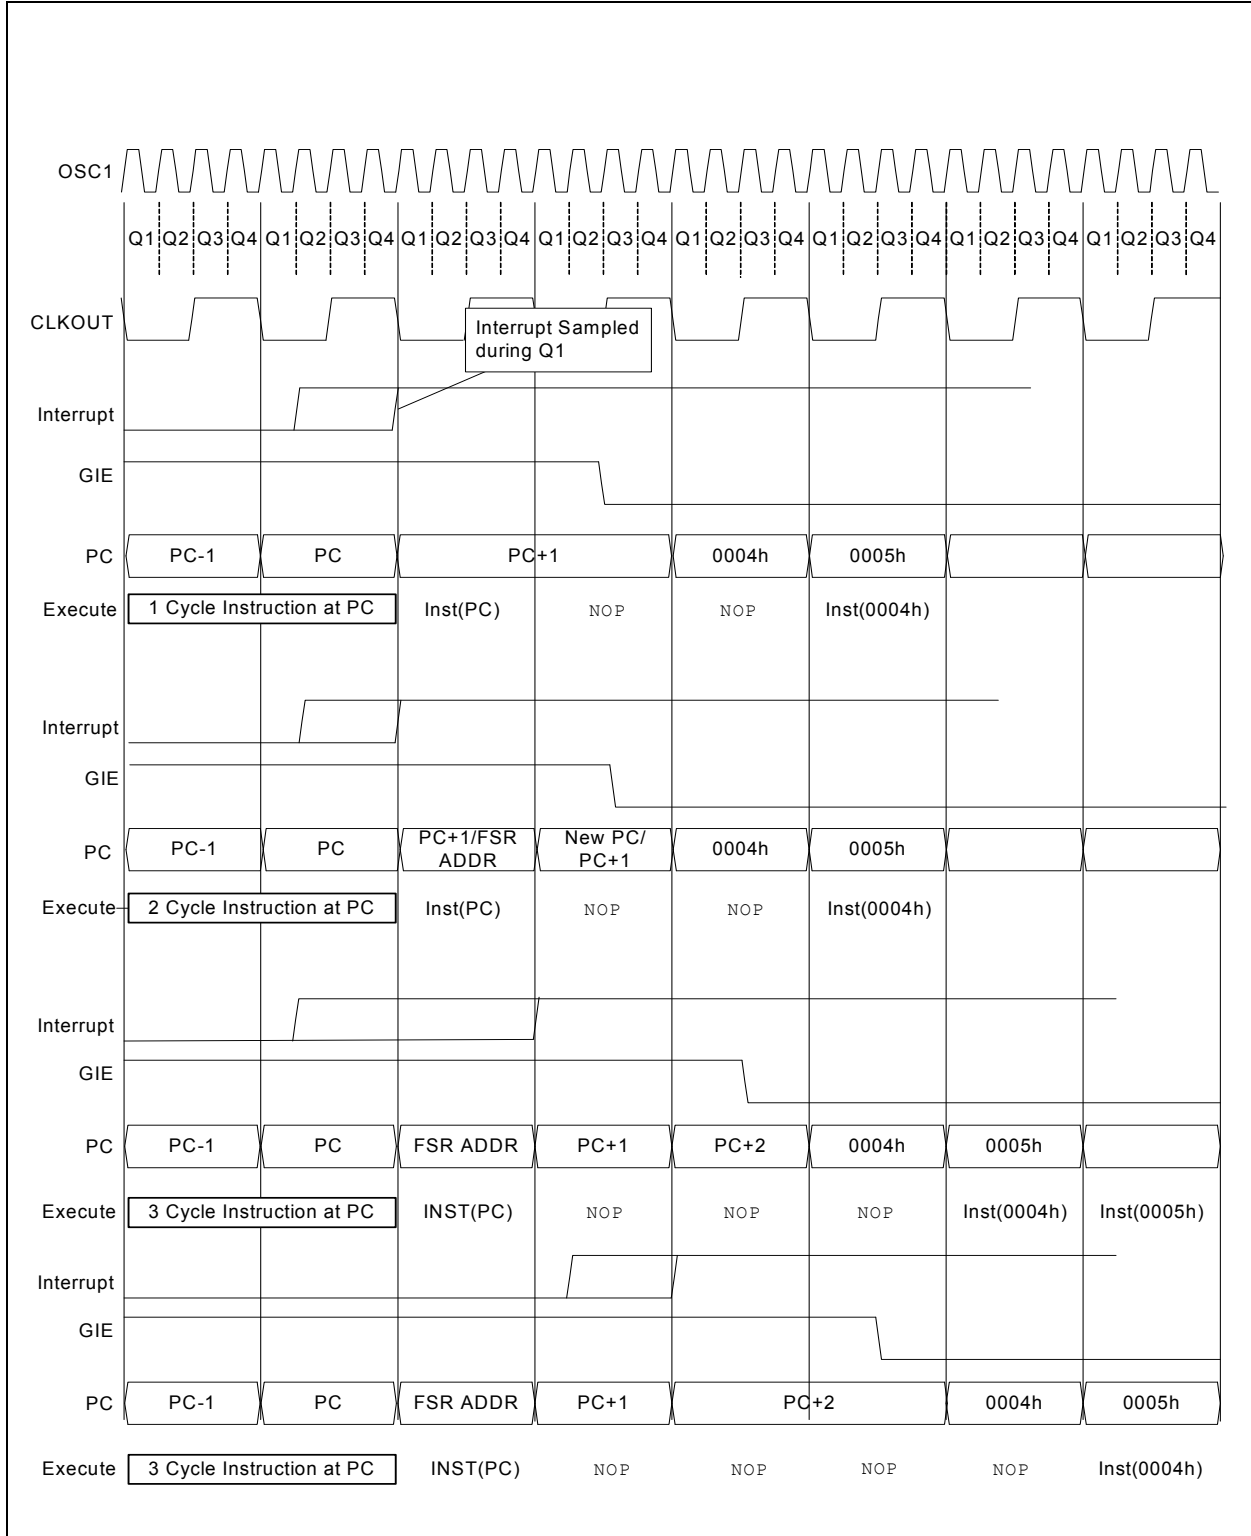 OSC1
Q1 Q2 Q3 Q4 Q1 Q2 Q3 Q4 Q1 Q2 Q3 Q4 Q1 Q2 Q3 Q4 Q1 Q2 Q3 Q4 Q1 Q2 Q3 Q4 Q1 Q2 Q3 Q4 Q1 Q2 Q3 Q4
CLKOUT
Interrupt Sampled
during Q1
Interrupt
GIE
PC PC-1 PC PC+1 0004h 0005h
Execute 1 Cycle Instruction at PC Inst(PC) NOP NOP Inst(0004h)
Interrupt
GIE
PC PC-1 PC PC+1/FSR ADDR New PC/ PC+1 0004h 0005h
Execute 2 Cycle Instruction at PC Inst(PC) NOP NOP Inst(0004h)
Interrupt
GIE
PC PC-1 PC FSR ADDR PC+1 PC+2 0004h 0005h
Execute 3 Cycle Instruction at PC INST(PC) NOP NOP NOP Inst(0004h) Inst(0005h)
Interrupt
GIE
PC PC-1 PC FSR ADDR PC+1 PC+2 0004h 0005h
Execute 3 Cycle Instruction at PC INST(PC) NOP NOP NOP NOP Inst(0004h)